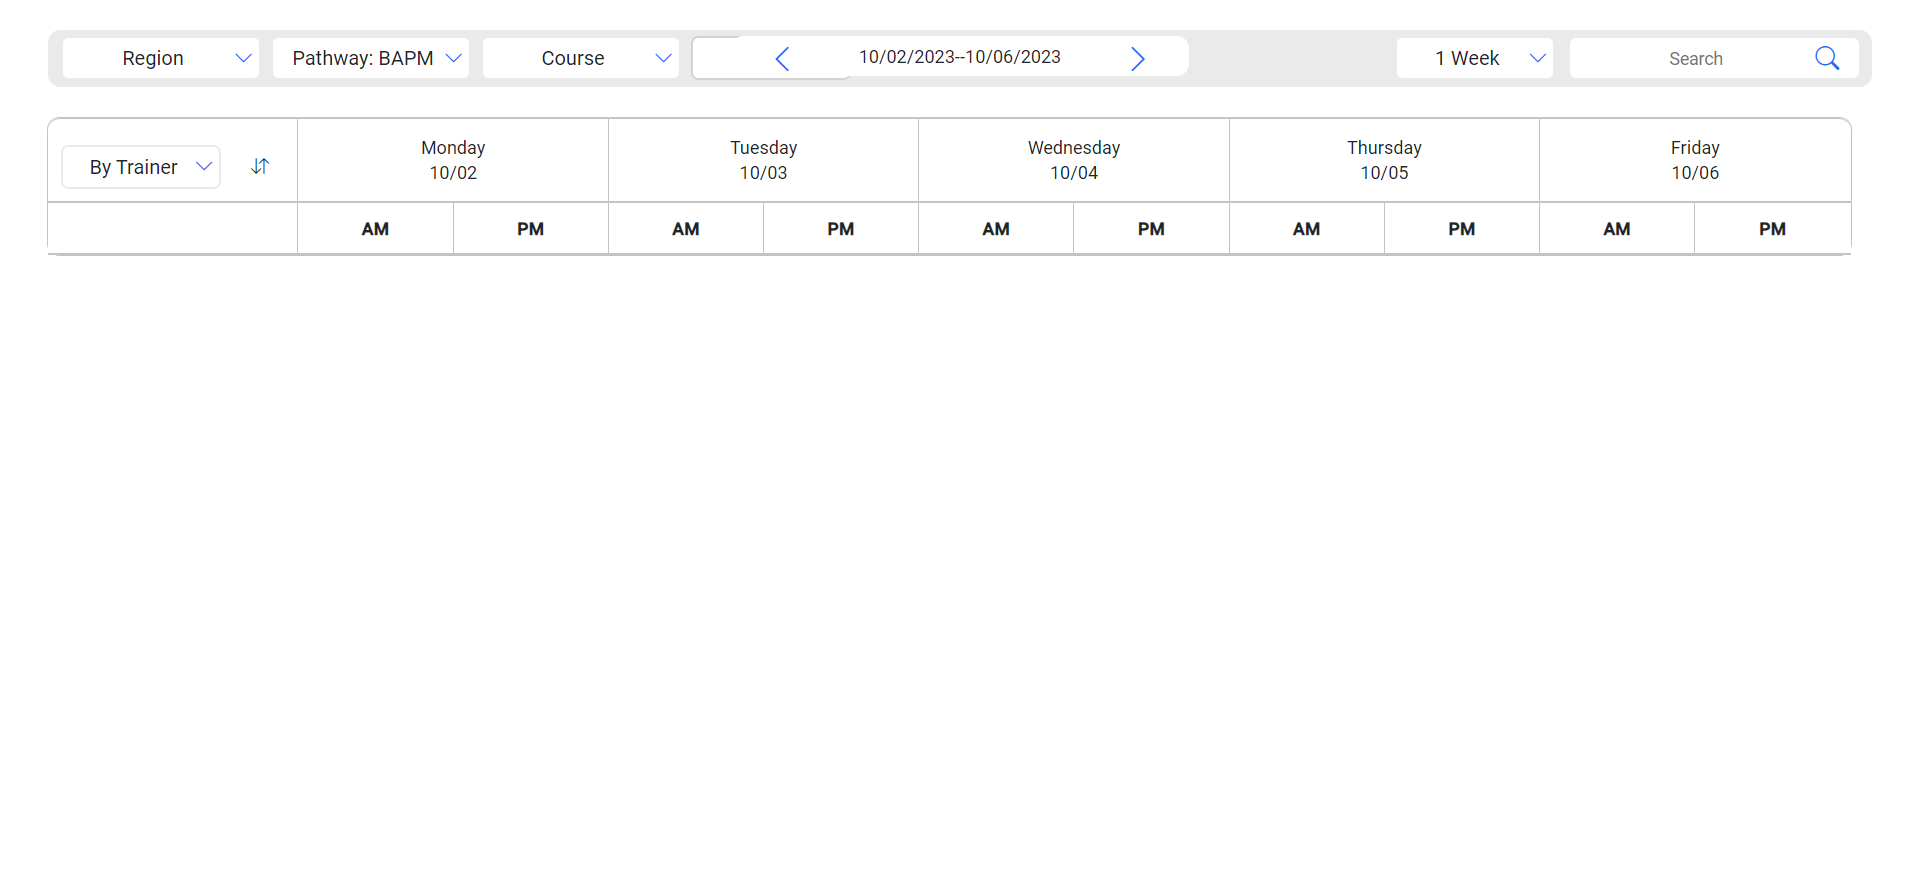 Region
Pathway: BAPM
Course
10/02/2023--10/06/2023
1 Week
Search
By Trainer
Monday
10/02
Tuesday
10/03
Wednesday
10/04
Thursday
10/05
Friday
10/06
AM PM AM PM AM PM AM PM AM PM